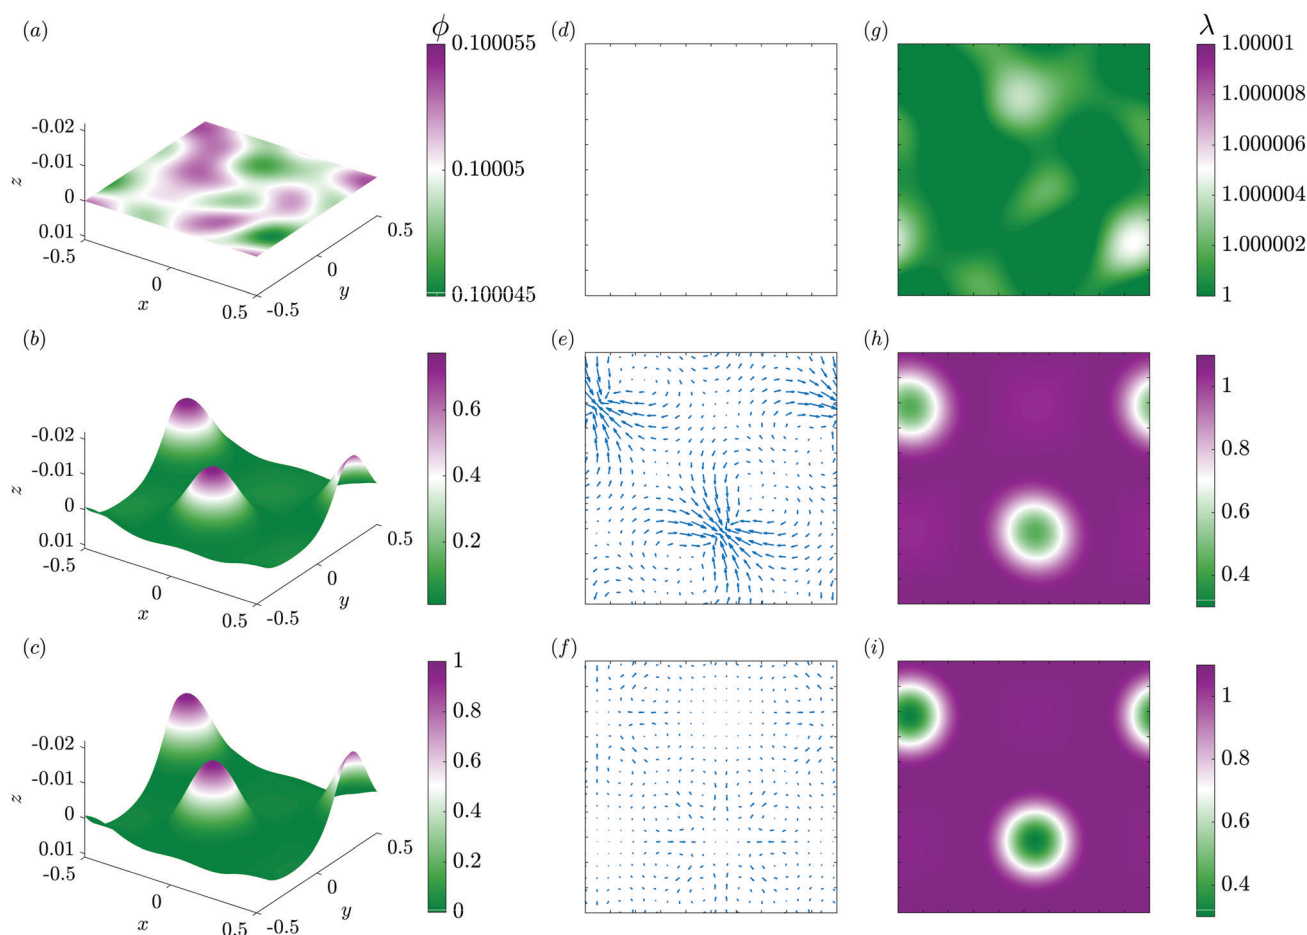 (a)
ϕ
0.100055
0.10005
0.100045
-0.02
-0.01
0
0.01
z
-0.5
0
0.5
x
-0.5
0
0.5
y
(d)
(g)
λ
1.00001
1.000008
1.000006
1.000004
1.000002
1
(b)
0.6
0.4
0.2
-0.02
-0.01
0
0.01
z
-0.5
0
0.5
x
-0.5
0
0.5
y
(e)
(h)
1
0.8
0.6
0.4
(c)
1
0.8
0.6
0.4
0.2
0
-0.02
-0.01
0
0.01
z
-0.5
0
0.5
x
-0.5
0
0.5
y
(f)
(i)
1
0.8
0.6
0.4